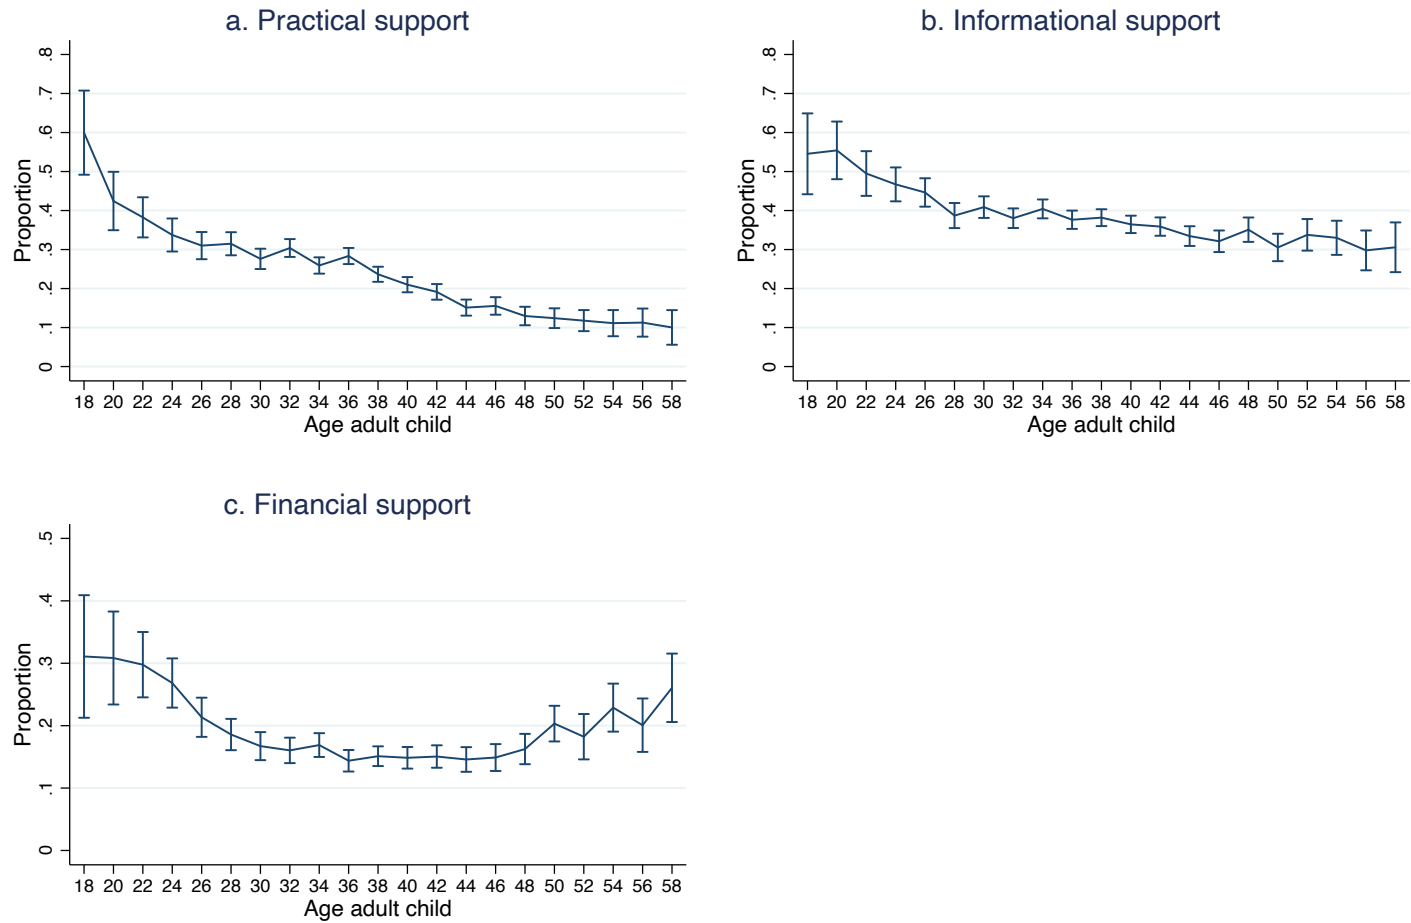 a. Practical support
.8
.7
.6
.5
.4
.3
.2
.1
0
Proportion
18 20 22 24 26 28 30 32 34 36 38 40 42 44 46 48 50 52 54 56 58
Age adult child
b. Informational support
.8
.7
.6
.5
.4
.3
.2
.1
0
Proportion
18 20 22 24 26 28 30 32 34 36 38 40 42 44 46 48 50 52 54 56 58
Age adult child
c. Financial support
.5
.4
.3
.2
.1
0
Proportion
18 20 22 24 26 28 30 32 34 36 38 40 42 44 46 48 50 52 54 56 58
Age adult child